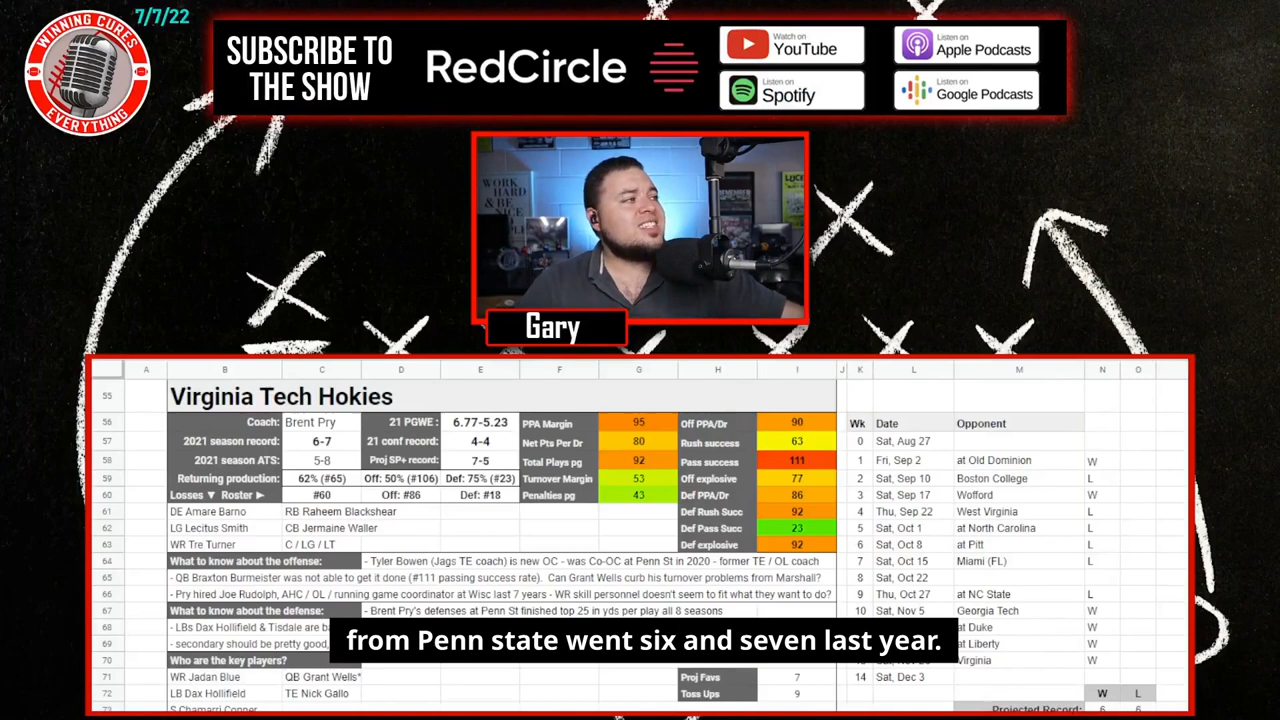 7/7/22
WINNING CURES
EVERYTHING
SUBSCRIBE TO
THE SHOW
RedCircle
Watch on
YouTube
Listen on
Spotify
Listen on
Apple Podcasts
Listen on
Google Podcasts
WORK
HARD
& BE
NICE
Gary
A B C D E F G H I J K L M N O
55 Virginia Tech Hokies
56 Coach: Brent Pry 21 PGWE : 6.77-5.23 PPA Margin 95 Off PPA/Dr 90 Wk Date Opponent
57 2021 season record: 6-7 21 conf record: 4-4 Net Pts Per Dr 80 Rush success 63 0 Sat, Aug 27
58 2021 season ATS: 5-8 Proj SP+ record: 7-5 Total Plays pg 92 Pass success 111 1 Fri, Sep 2 at Old Dominion W
59 Returning production: 62% (#65) Off: 50% (#106) Def: 75% (#23) Turnover Margin 53 Off explosive 77 2 Sat, Sep 10 Boston College L
60 Losses ▼ Roster ► #60 Off: #86 Def: #18 Penalties pg 43 Def PPA/Dr 86 3 Sat, Sep 17 Wofford W
61 DE Amare Barno RB Raheem Blackshear Def Rush Succ 92 4 Thu, Sep 22 West Virginia L
62 LG Lecitus Smith CB Jermaine Waller Def Pass Succ 23 5 Sat, Oct 1 at North Carolina L
63 WR Tre Turner C / LG / LT Def explosive 92 6 Sat, Oct 8 at Pitt L
64 What to know about the offense: - Tyler Bowen (Jags TE coach) is new OC - was Co-OC at Penn St in 2020 - former TE / OL coach 7 Sat, Oct 15 Miami (FL) L
65 - QB Braxton Burmeister was not able to get it done (#111 passing success rate). Can Grant Wells curb his turnover problems from Marshall? 8 Sat, Oct 22
66 - Pry hired Joe Rudolph, AHC / OL / running game coordinator at Wisc last 7 years - WR skill personnel doesn't seem to fit what they want to do? 9 Thu, Oct 27 at NC State L
67 What to know about the defense: - Brent Pry's defenses at Penn St finished top 25 in yds per play all 8 seasons 10 Sat, Nov 5 Georgia Tech W
68 - LBs Dax Hollifield & Tisdale are at Duke W
69 - secondary should be pretty good, at Liberty W
from Penn state went six and seven last year.
70 Who are the key players? Virginia W
71 WR Jadan Blue QB Grant Wells* Proj Favs 7 14 Sat, Dec 3
72 LB Dax Hollifield TE Nick Gallo Toss Ups 9 W L
73 S Chamarri Conner Projected Record: 6 6